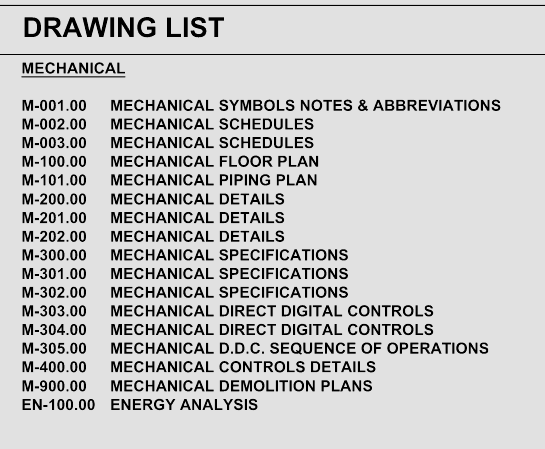 DRAWING LIST
MECHANICAL
M-001.00 MECHANICAL SYMBOLS NOTES & ABBREVIATIONS
M-002.00 MECHANICAL SCHEDULES
M-003.00 MECHANICAL SCHEDULES
M-100.00 MECHANICAL FLOOR PLAN
M-101.00 MECHANICAL PIPING PLAN
M-200.00 MECHANICAL DETAILS
M-201.00 MECHANICAL DETAILS
M-202.00 MECHANICAL DETAILS
M-300.00 MECHANICAL SPECIFICATIONS
M-301.00 MECHANICAL SPECIFICATIONS
M-302.00 MECHANICAL SPECIFICATIONS
M-303.00 MECHANICAL DIRECT DIGITAL CONTROLS
M-304.00 MECHANICAL DIRECT DIGITAL CONTROLS
M-305.00 MECHANICAL D.D.C. SEQUENCE OF OPERATIONS
M-400.00 MECHANICAL CONTROLS DETAILS
M-900.00 MECHANICAL DEMOLITION PLANS
EN-100.00 ENERGY ANALYSIS